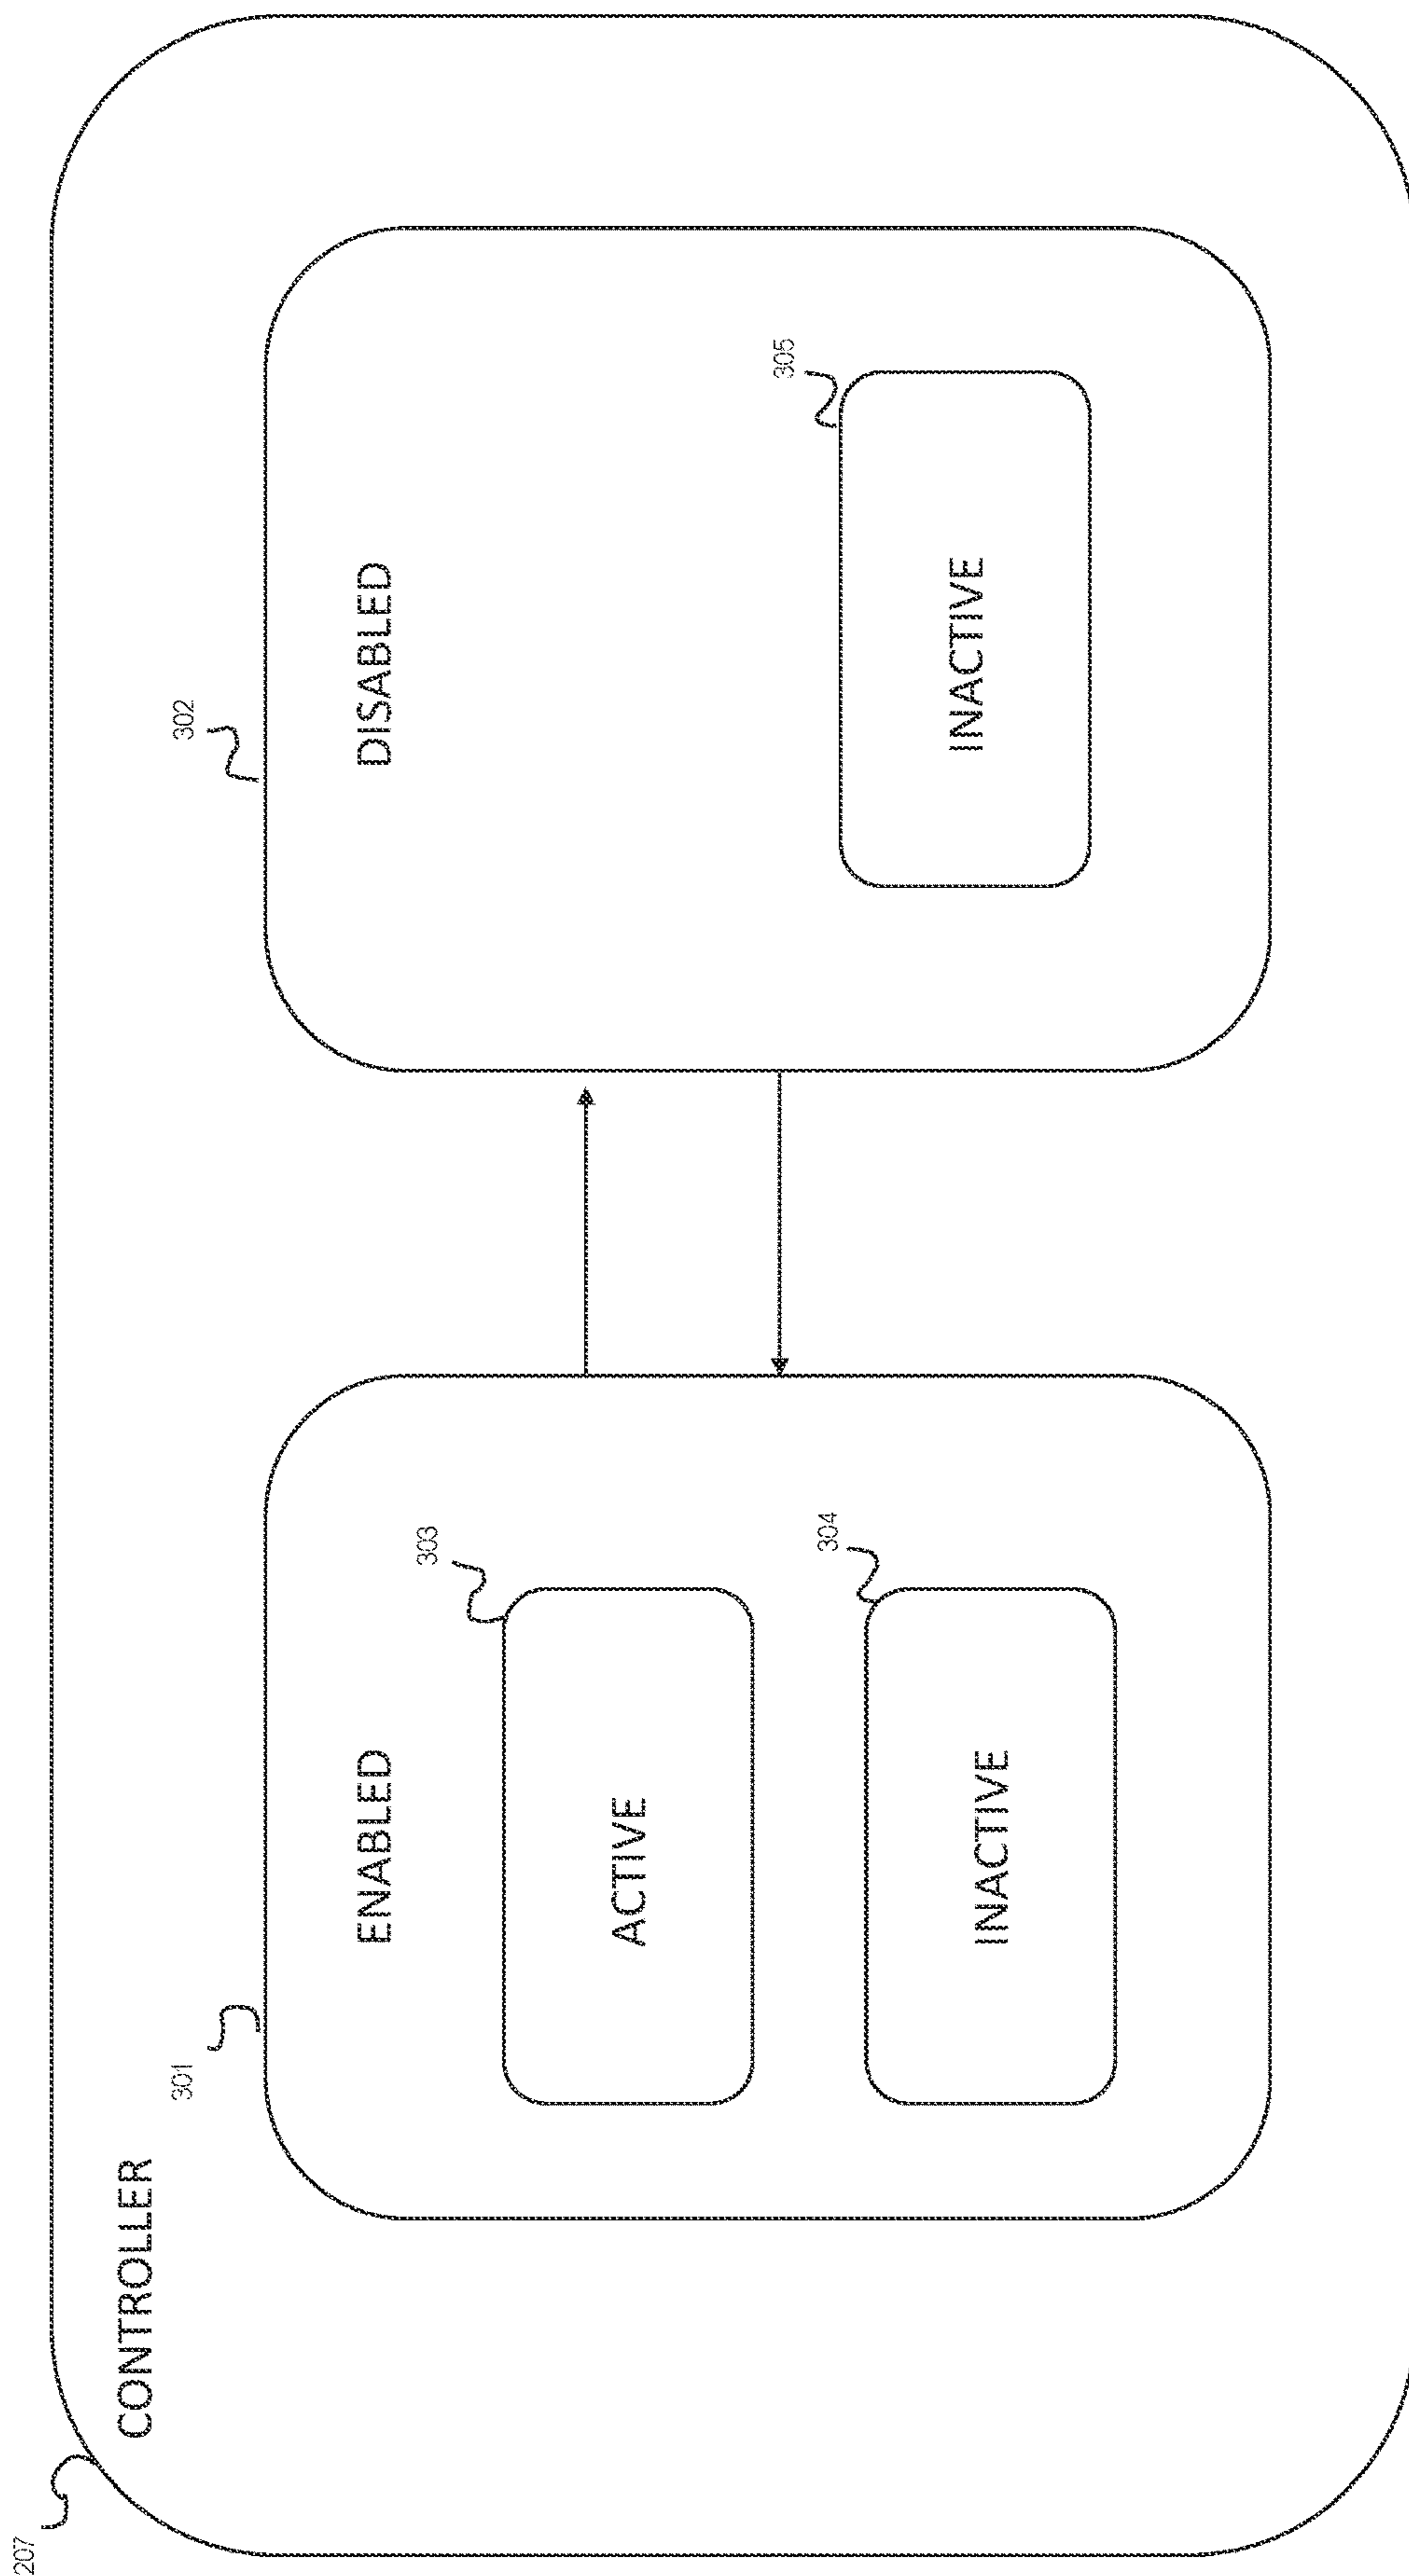 207
CONTROLLER
301
ENABLED
303
ACTIVE
304
INACTIVE
302
DISABLED
305
INACTIVE